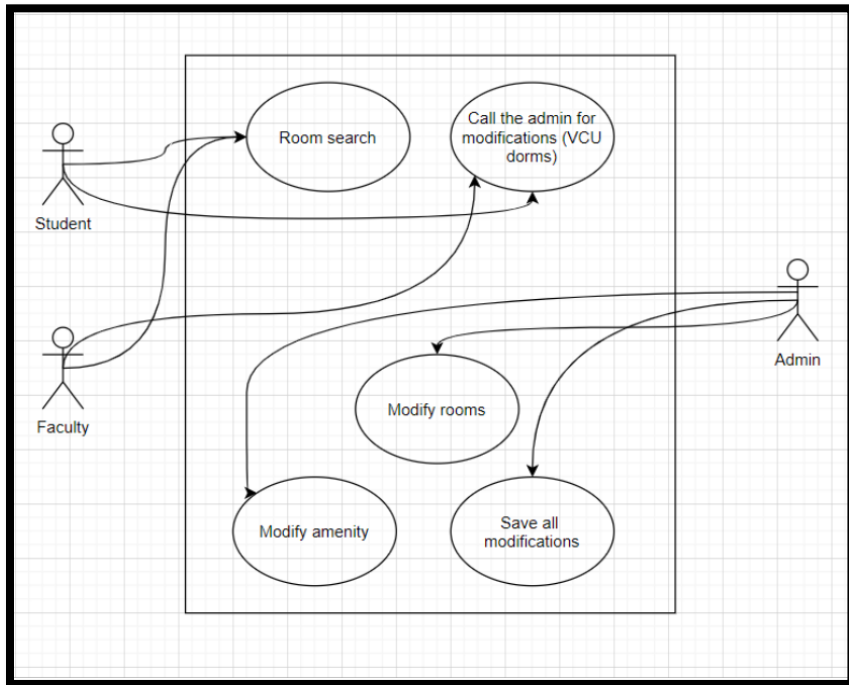 Room search
Call the admin for
modifications (VCU
dorms)
Student
Faculty
Admin
Modify rooms
Modify amenity
Save all
modifications